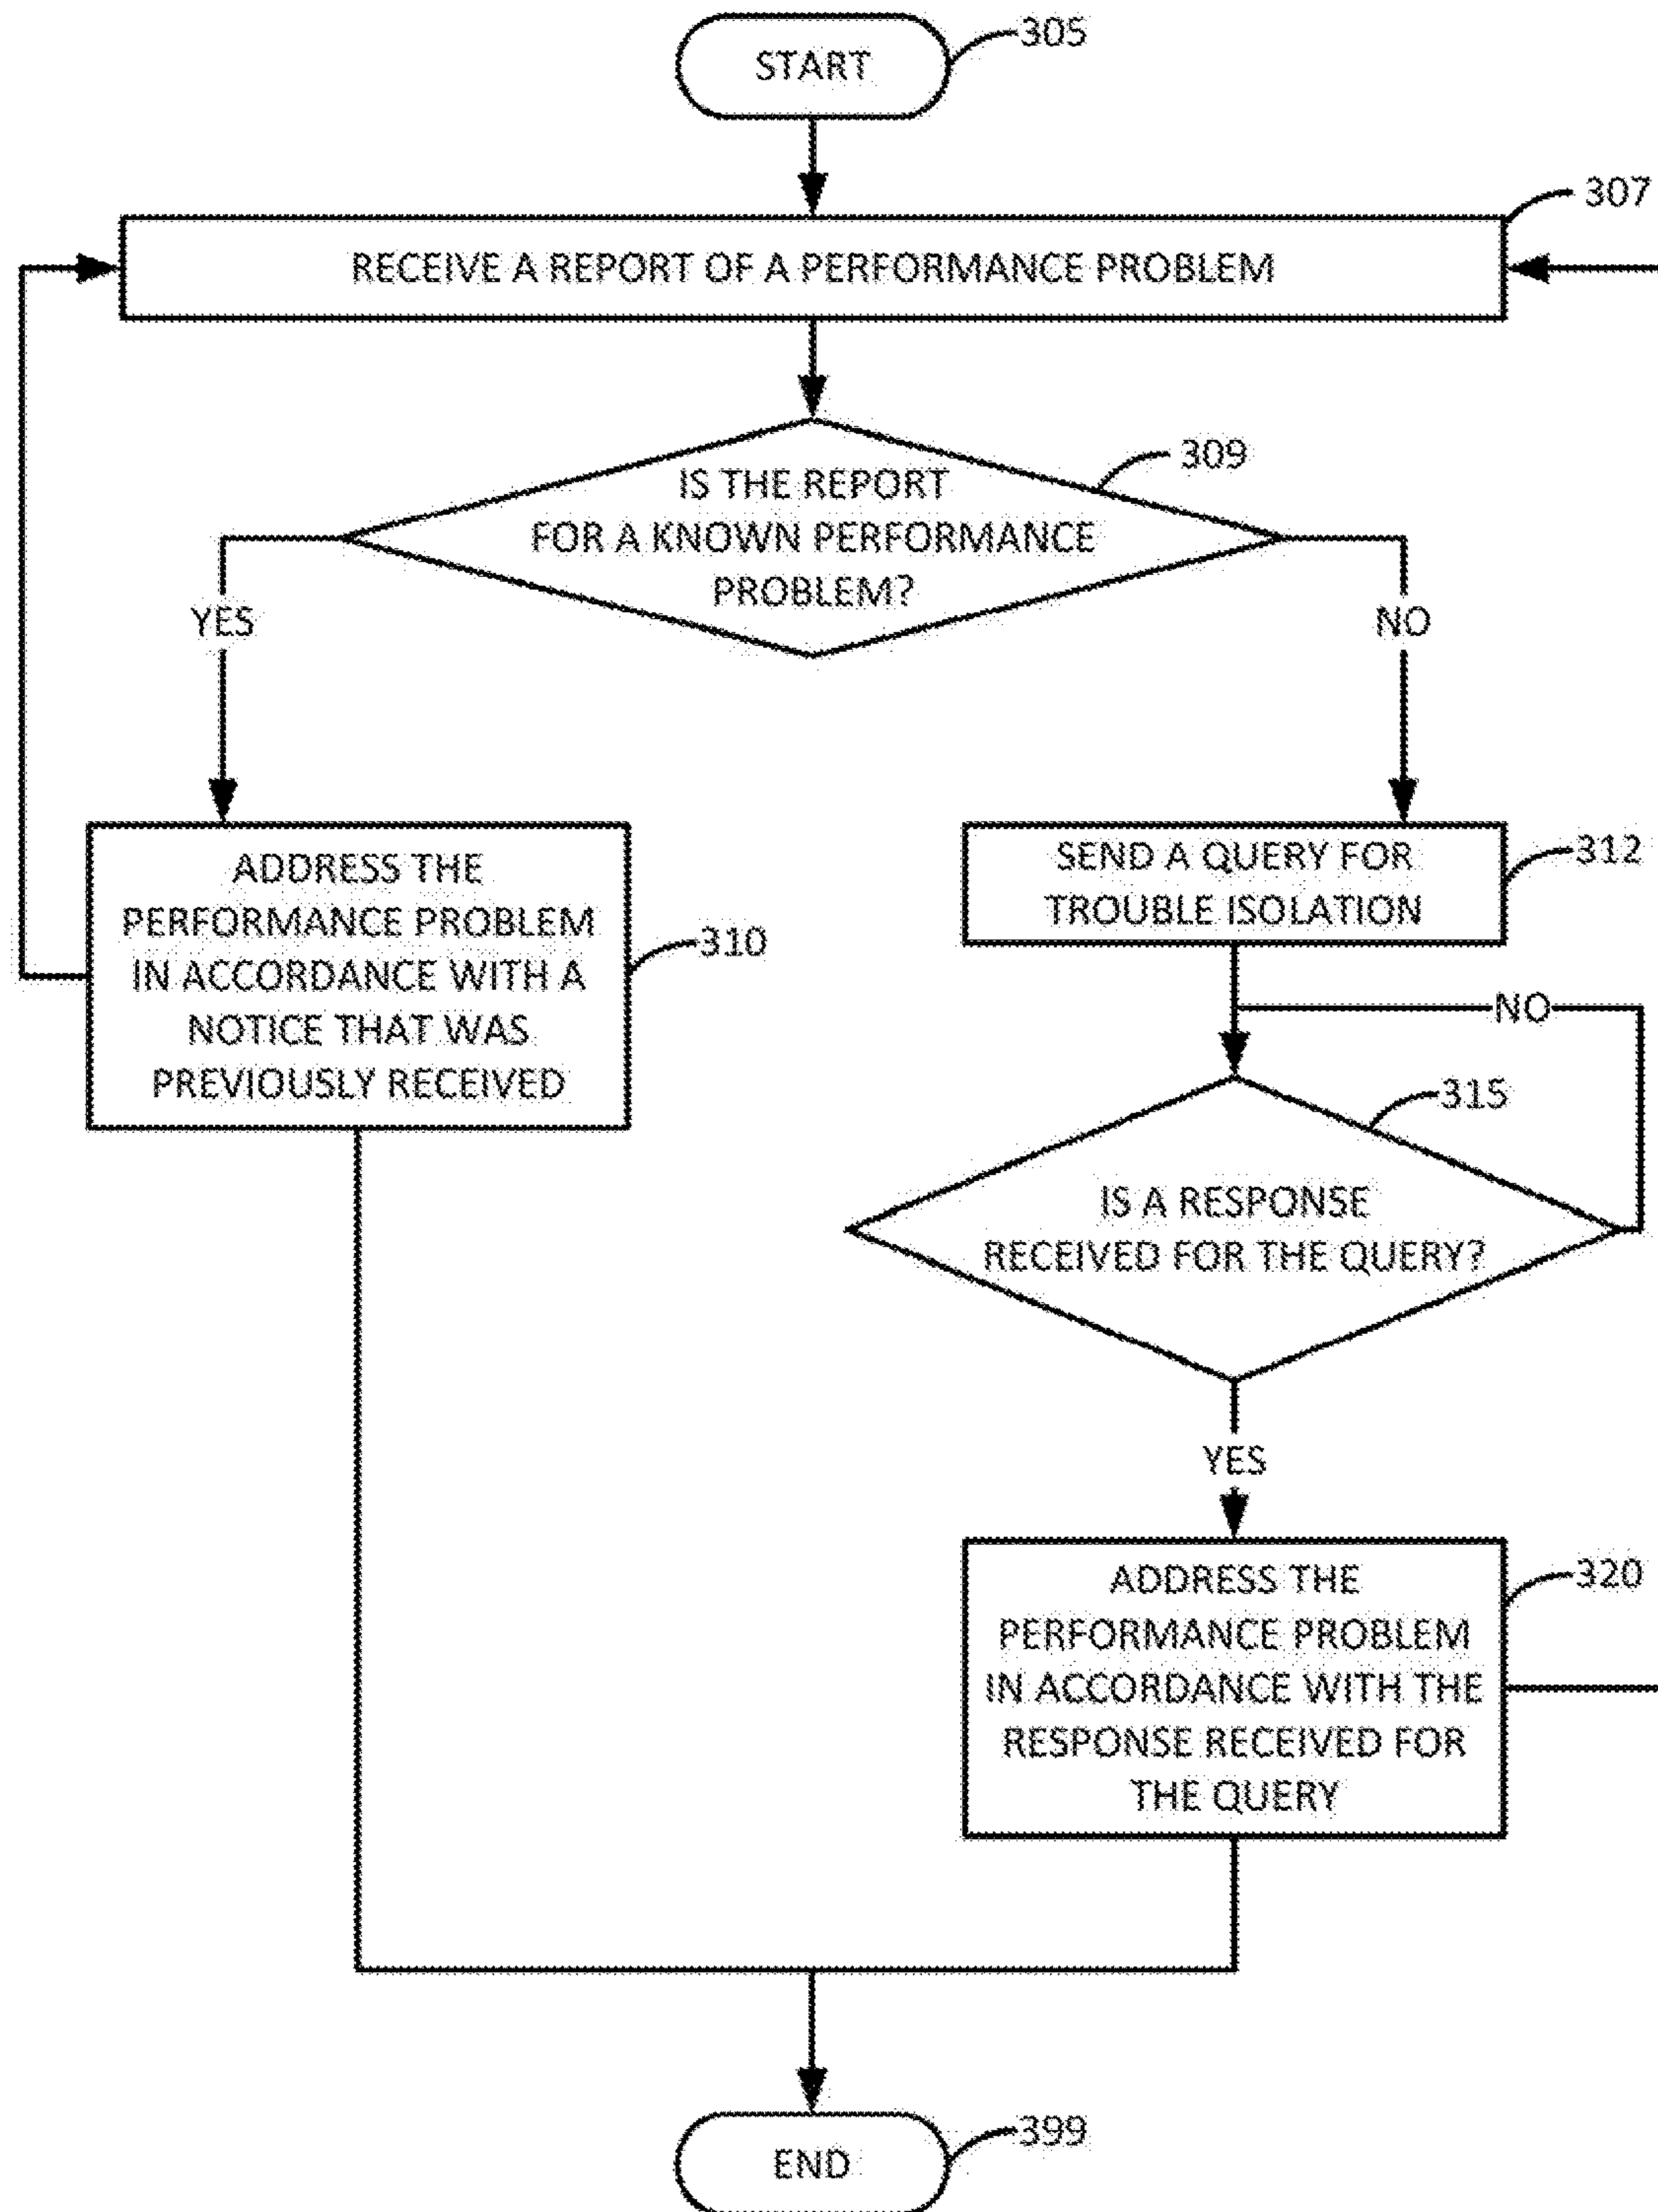 START
305
307
RECEIVE A REPORT OF A PERFORMANCE PROBLEM
309
IS THE REPORT
FOR A KNOWN PERFORMANCE
PROBLEM?
YES
NO
ADDRESS THE
PERFORMANCE PROBLEM
IN ACCORDANCE WITH A
NOTICE THAT WAS
PREVIOUSLY RECEIVED
310
SEND A QUERY FOR
TROUBLE ISOLATION
312
NO
315
IS A RESPONSE
RECEIVED FOR THE QUERY?
YES
ADDRESS THE
PERFORMANCE PROBLEM
IN ACCORDANCE WITH THE
RESPONSE RECEIVED FOR
THE QUERY
320
END
399